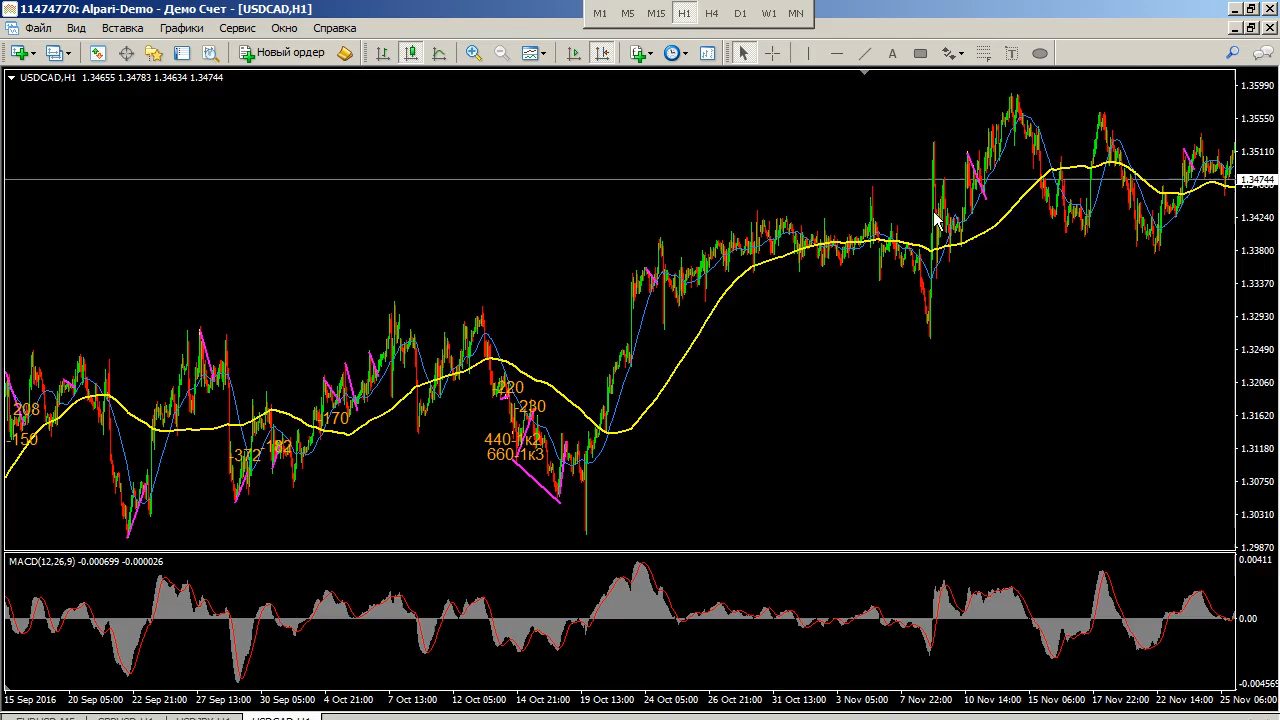 11474770: Alpari-Demo - Демо Счет - [USDCAD,H1]
M1 M5 M15 H1 D1 W1 MN
Файл Вид Вставка Графики Сервис Окно Справка
Новый ордер
A T
USDCAD,H1 1.34655 1.34783 1.34634 1.34744
1.35990
1.35550
1.35110
1.34744
1.34240
1.33800
1.33370
1.32930
1.32490
1.32060
1.31620
1.31180
1.30750
1.30310
1.29870
208
-150
-372
-182
170
-220
-230
440-1к2
660-1к3
MACD(12,26,9) -0.000699 -0.000026
0.00411
0.00
-0.004569
15 Sep 2016 20 Sep 05:00 22 Sep 21:00 27 Sep 13:00 30 Sep 05:00 4 Oct 21:00 7 Oct 13:00 12 Oct 05:00 14 Oct 21:00 19 Oct 13:00 24 Oct 05:00 26 Oct 21:00 31 Oct 13:00 3 Nov 05:00 7 Nov 22:00 10 Nov 14:00 15 Nov 06:00 17 Nov 22:00 22 Nov 14:00 25 Nov 06:00